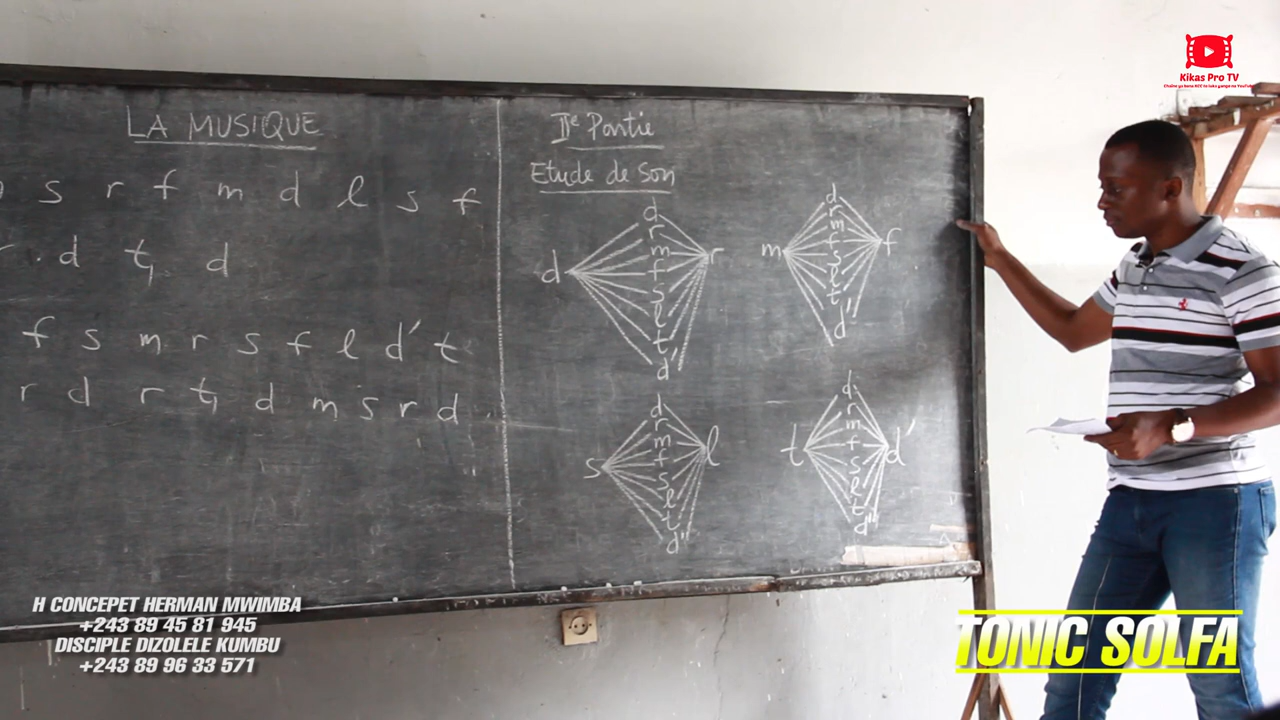 Kikas Pro TV
LA MUSIQUE
s r f m d l s f
r . d t, d
f s m r s f l d' t
r d r t, d m s r d
IIe Partie
Etude de Son
d
d r m f s l t d'
r
m
d r m f s l t d'
f
s
d r m f s l t d'
l
t
d r m f s l t d'
d'
H CONCEPET HERMAN MWIMBA
+243 89 45 81 945
DISCIPLE DIZOLELE KUMBU
+243 89 96 33 571
TONIC SOLFA